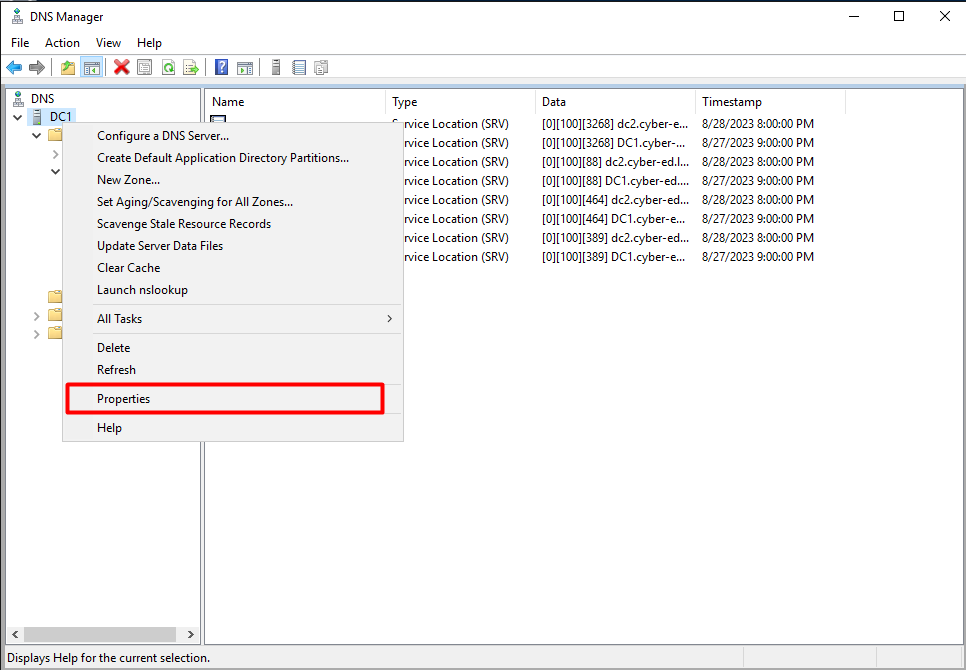 DNS Manager
File Action View Help
DNS
DC1
Name Type Data Timestamp
Service Location (SRV) [0][100][3268] dc2.cyber-e... 8/28/2023 8:00:00 PM
rvice Location (SRV) [0][100][3268] DC1.cyber-... 8/27/2023 9:00:00 PM
rvice Location (SRV) [0][100][88] dc2.cyber-ed.l... 8/28/2023 8:00:00 PM
rvice Location (SRV) [0][100][88] DC1.cyber-ed.... 8/27/2023 9:00:00 PM
rvice Location (SRV) [0][100][464] dc2.cyber-ed... 8/28/2023 8:00:00 PM
rvice Location (SRV) [0][100][464] DC1.cyber-e... 8/27/2023 9:00:00 PM
rvice Location (SRV) [0][100][389] dc2.cyber-ed... 8/28/2023 8:00:00 PM
rvice Location (SRV) [0][100][389] DC1.cyber-e... 8/27/2023 9:00:00 PM
Configure a DNS Server...
Create Default Application Directory Partitions...
New Zone...
Set Aging/Scavenging for All Zones...
Scavenge Stale Resource Records
Update Server Data Files
Clear Cache
Launch nslookup
All Tasks
Delete
Refresh
Properties
Help
Displays Help for the current selection.